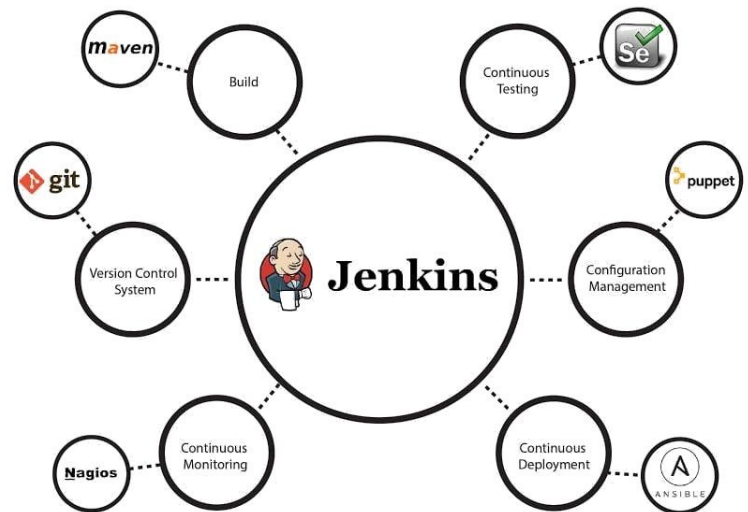 maven
Build
Continuous
Testing
Se
git
Version Control
System
Jenkins
puppet
Configuration
Management
Nagios
Continuous
Monitoring
Continuous
Deployment
A
ANSIBLE